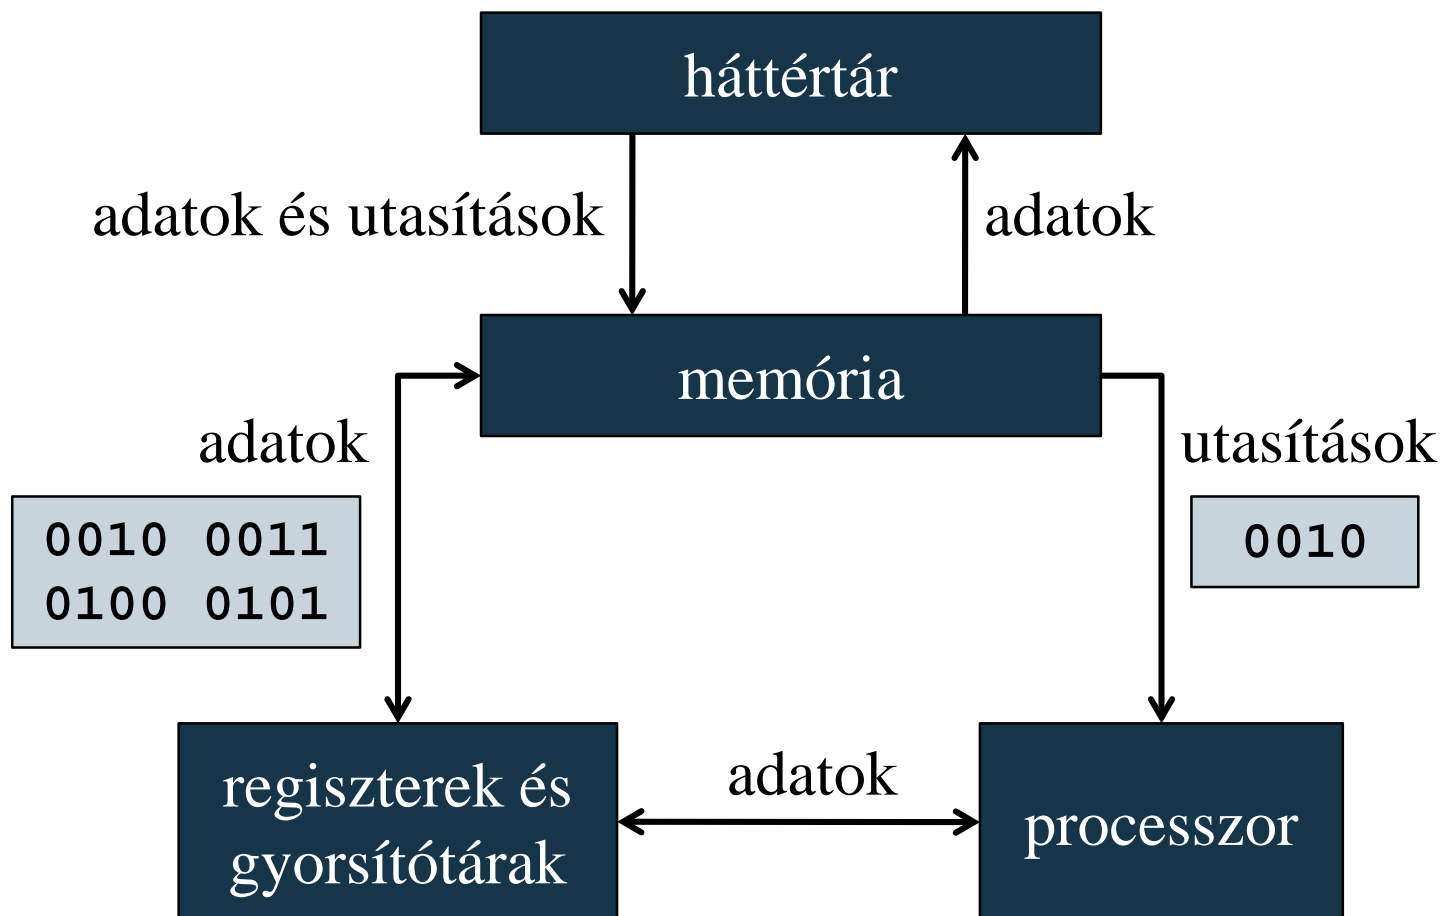 háttértár
adatok és utasítások
adatok
memória
adatok
utasítások
0010 0011
0100 0101
0010
regiszterek és
gyorsítótárak
adatok
processzor